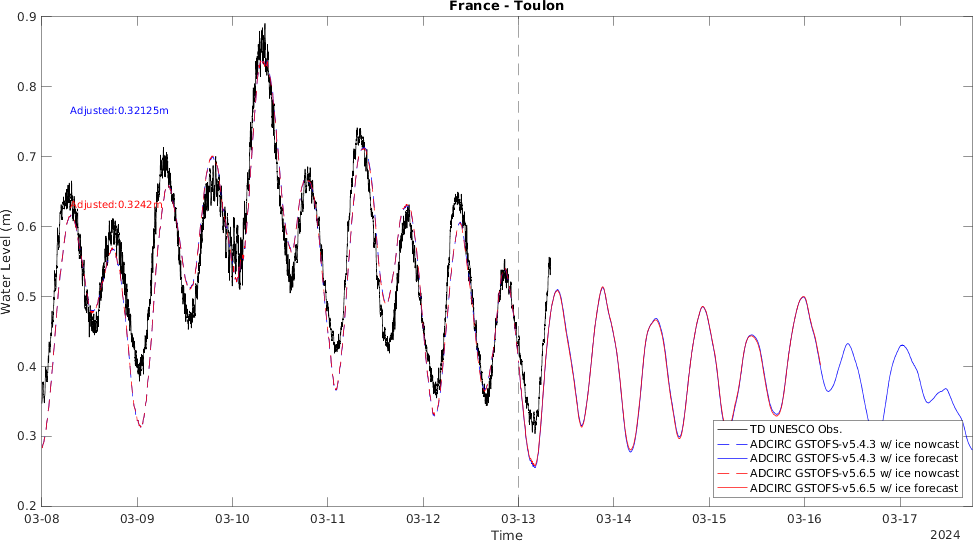 France - Toulon
0.9
0.8
0.7
0.6
0.5
0.4
0.3
0.2
Water Level (m)
Adjusted:0.32125m
Adjusted:0.3242m
TD UNESCO Obs.
ADCIRC GSTOFS-v5.4.3 w/ ice nowcast
ADCIRC GSTOFS-v5.4.3 w/ ice forecast
ADCIRC GSTOFS-v5.6.5 w/ ice nowcast
ADCIRC GSTOFS-v5.6.5 w/ ice forecast
03-08 03-09 03-10 03-11 03-12 03-13 03-14 03-15 03-16 03-17
Time
2024